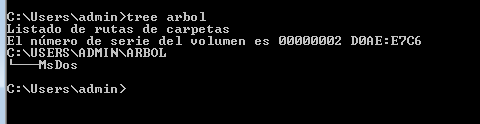 C:\Users\admin>tree arbol
Listado de rutas de carpetas
El número de serie del volumen es 00000002 D0AE:E7C6
C:\USERS\ADMIN\ARBOL
└───MsDos
C:\Users\admin>